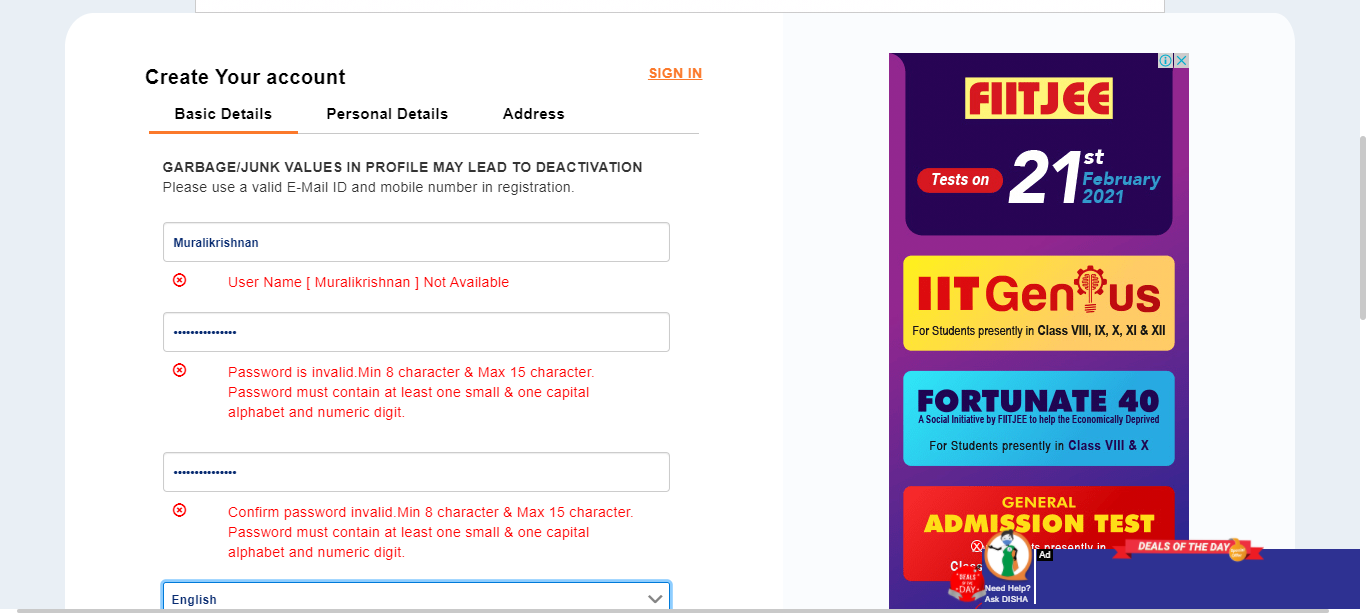 Create Your account
SIGN IN
Basic Details
Personal Details
Address
GARBAGE/JUNK VALUES IN PROFILE MAY LEAD TO DEACTIVATION
Please use a valid E-Mail ID and mobile number in registration.
Muralikrishnan
User Name [ Muralikrishnan ] Not Available
•••••••••••••••
Password is invalid.Min 8 character & Max 15 character.
Password must contain at least one small & one capital
alphabet and numeric digit.
•••••••••••••••
Confirm password invalid.Min 8 character & Max 15 character.
Password must contain at least one small & one capital
alphabet and numeric digit.
English
FIITJEE
Tests on 21st February 2021
IIT Genius
For Students presently in Class VIII, IX, X, XI & XII
FORTUNATE 40
A Social Initiative by FIITJEE to help the Economically Deprived
For Students presently in Class VIII & X
GENERAL
ADMISSION TEST
presently in
Ad
DEALS OF THE DAY
DEALS
OF THE
DAY
Need Help?
Ask DISHA